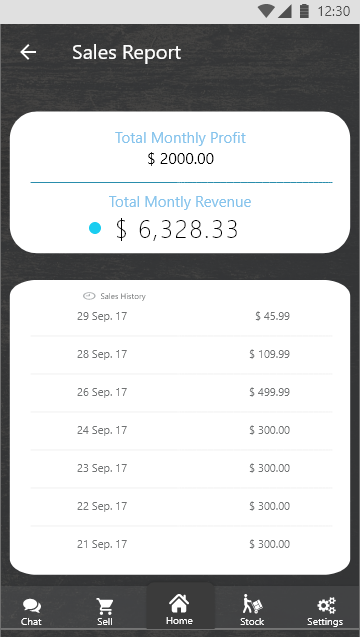 12:30
Sales Report
Total Monthly Profit
$ 2000.00
Total Montly Revenue
$ 6,328.33
Sales History
29 Sep. 17 $ 45.99
28 Sep. 17 $ 109.99
26 Sep. 17 $ 499.99
24 Sep. 17 $ 300.00
23 Sep. 17 $ 300.00
22 Sep. 17 $ 300.00
21 Sep. 17 $ 300.00
Chat Sell Home Stock Settings